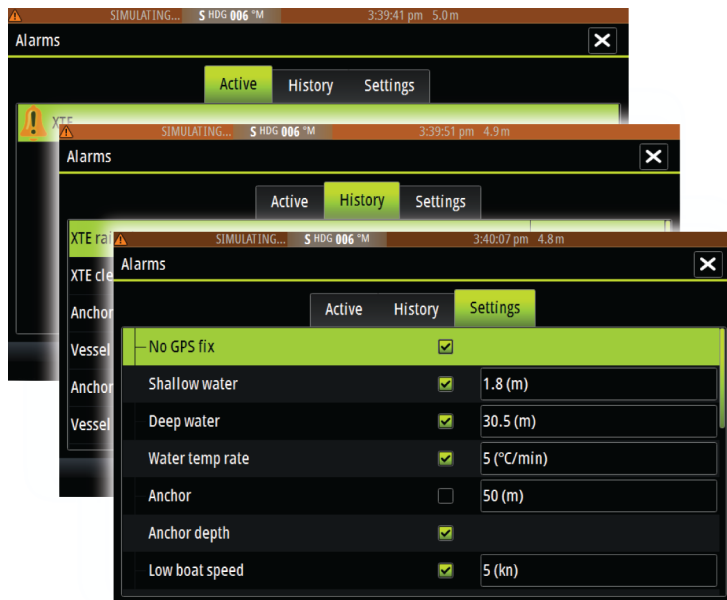 SIMULATING... S HDG 006 °M 3:39:41 pm 5.0 m
Alarms
Active History Settings
XTE
SIMULATING... S HDG 006 °M 3:39:51 pm 4.9 m
Alarms
Active History Settings
XTE rai
XTE cle
Anchor
Vessel
Anchor
Vessel
SIMULATING... S HDG 006 °M 3:40:07 pm 4.8 m
Alarms
Active History Settings
No GPS fix
Shallow water 1.8 (m)
Deep water 30.5 (m)
Water temp rate 5 (°C/min)
Anchor 50 (m)
Anchor depth
Low boat speed 5 (kn)